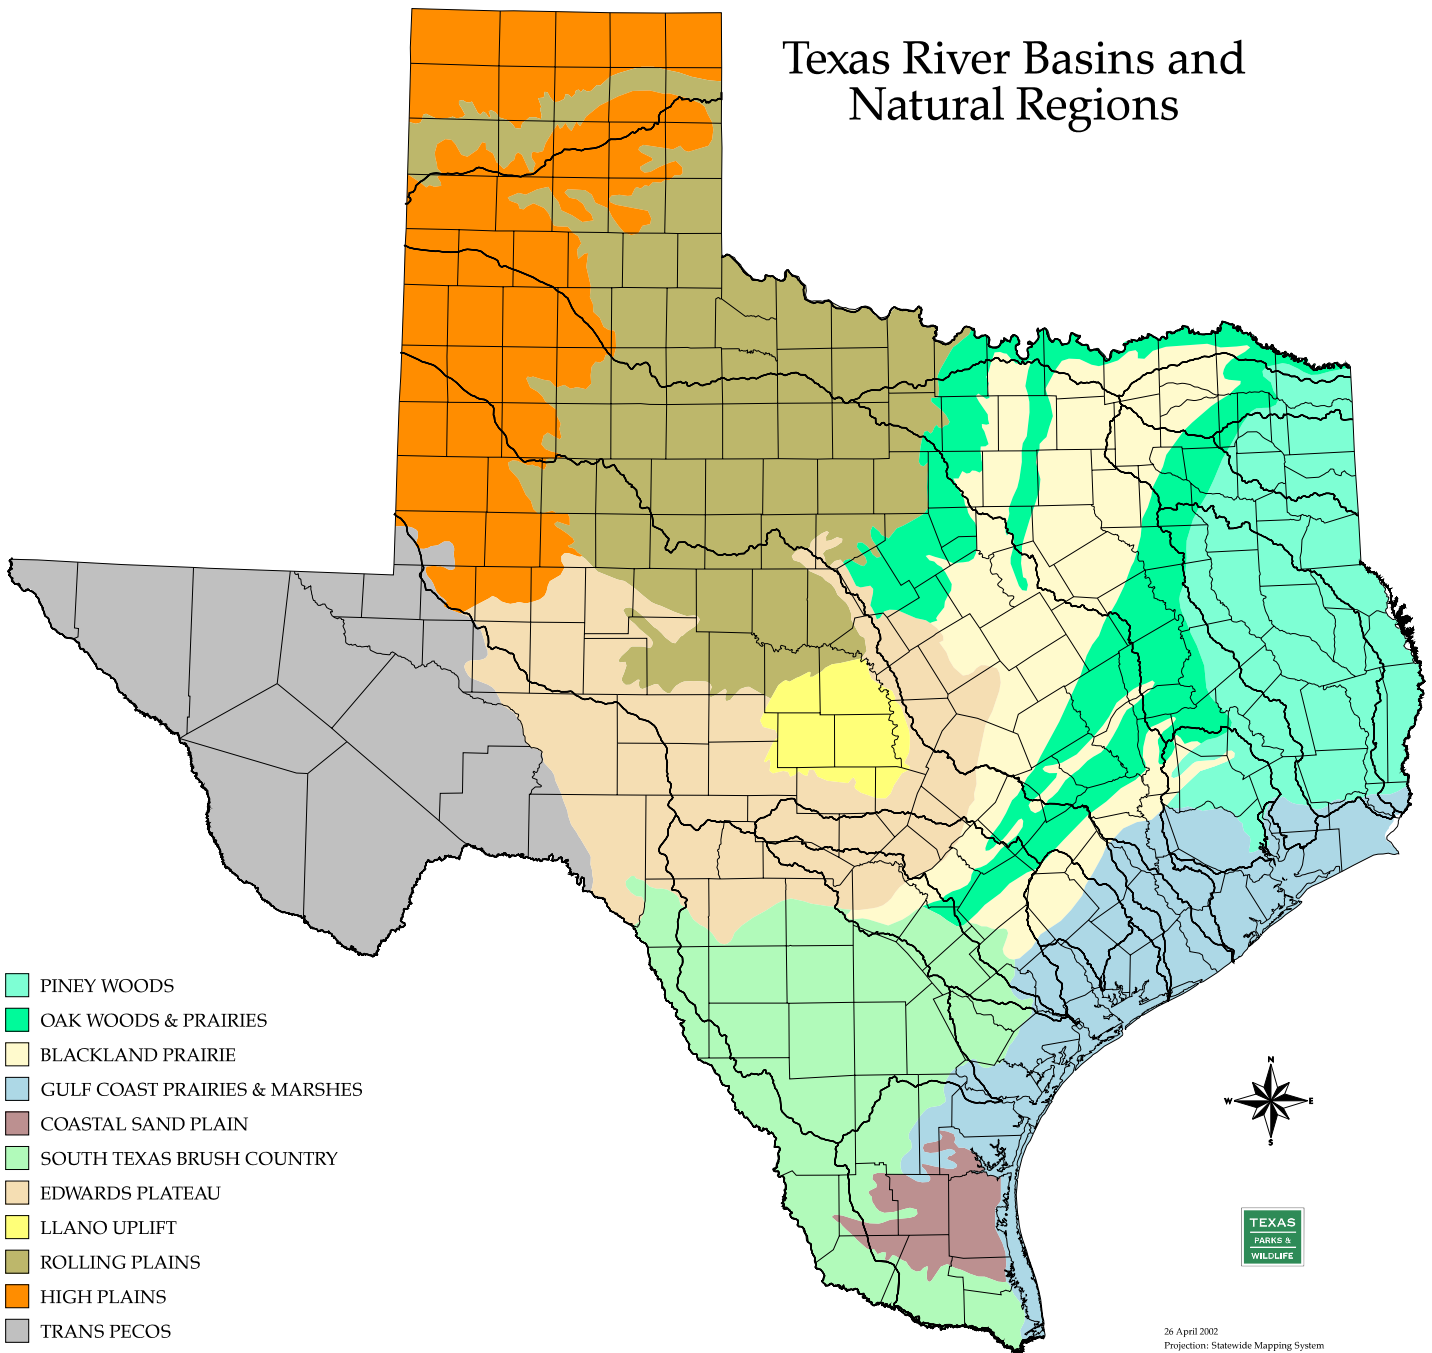 Texas River Basins and
Natural Regions
PINEY WOODS
OAK WOODS & PRAIRIES
BLACKLAND PRAIRIE
GULF COAST PRAIRIES & MARSHES
COASTAL SAND PLAIN
SOUTH TEXAS BRUSH COUNTRY
EDWARDS PLATEAU
LLANO UPLIFT
ROLLING PLAINS
HIGH PLAINS
TRANS PECOS
N
W E
S
TEXAS
PARKS &
WILDLIFE
26 April 2002
Projection: Statewide Mapping System